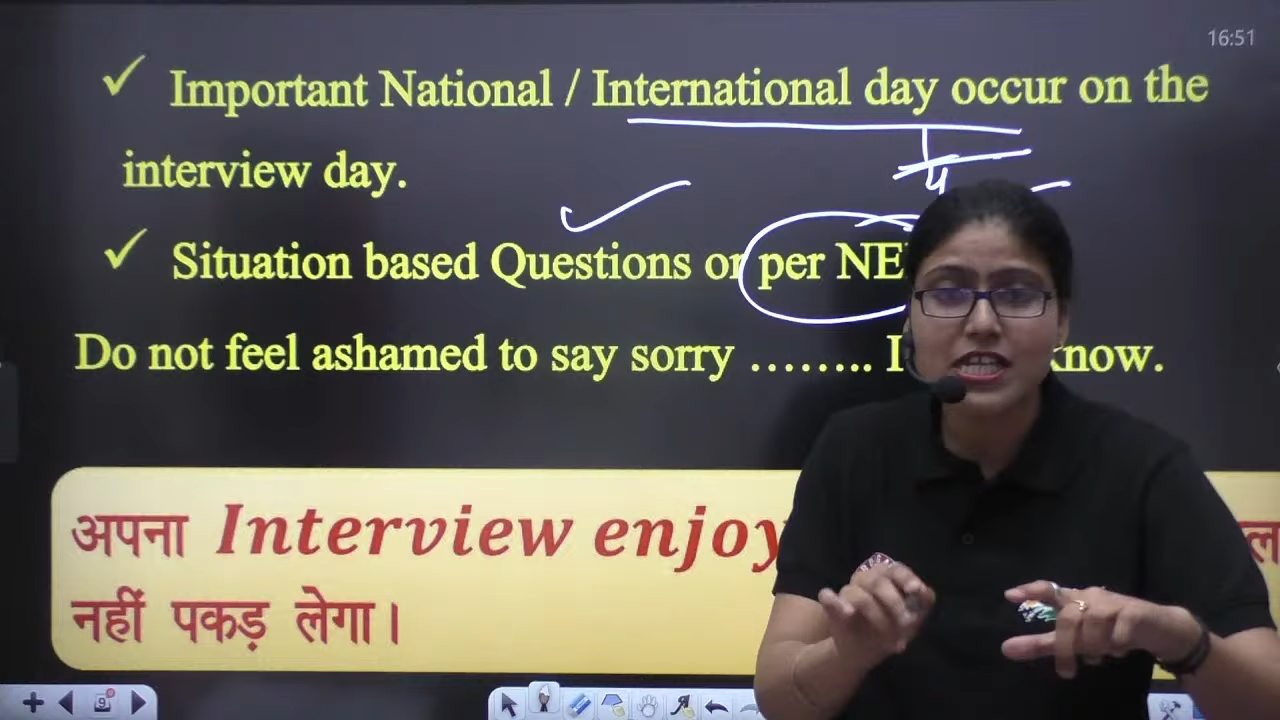 16:51
✓ Important National / International day occur on the
interview day.
✓ Situation based Questions or per
Do not feel ashamed to say sorry …….. I know.
अपना Interview enjoy
नहीं पकड़ लेगा।
9